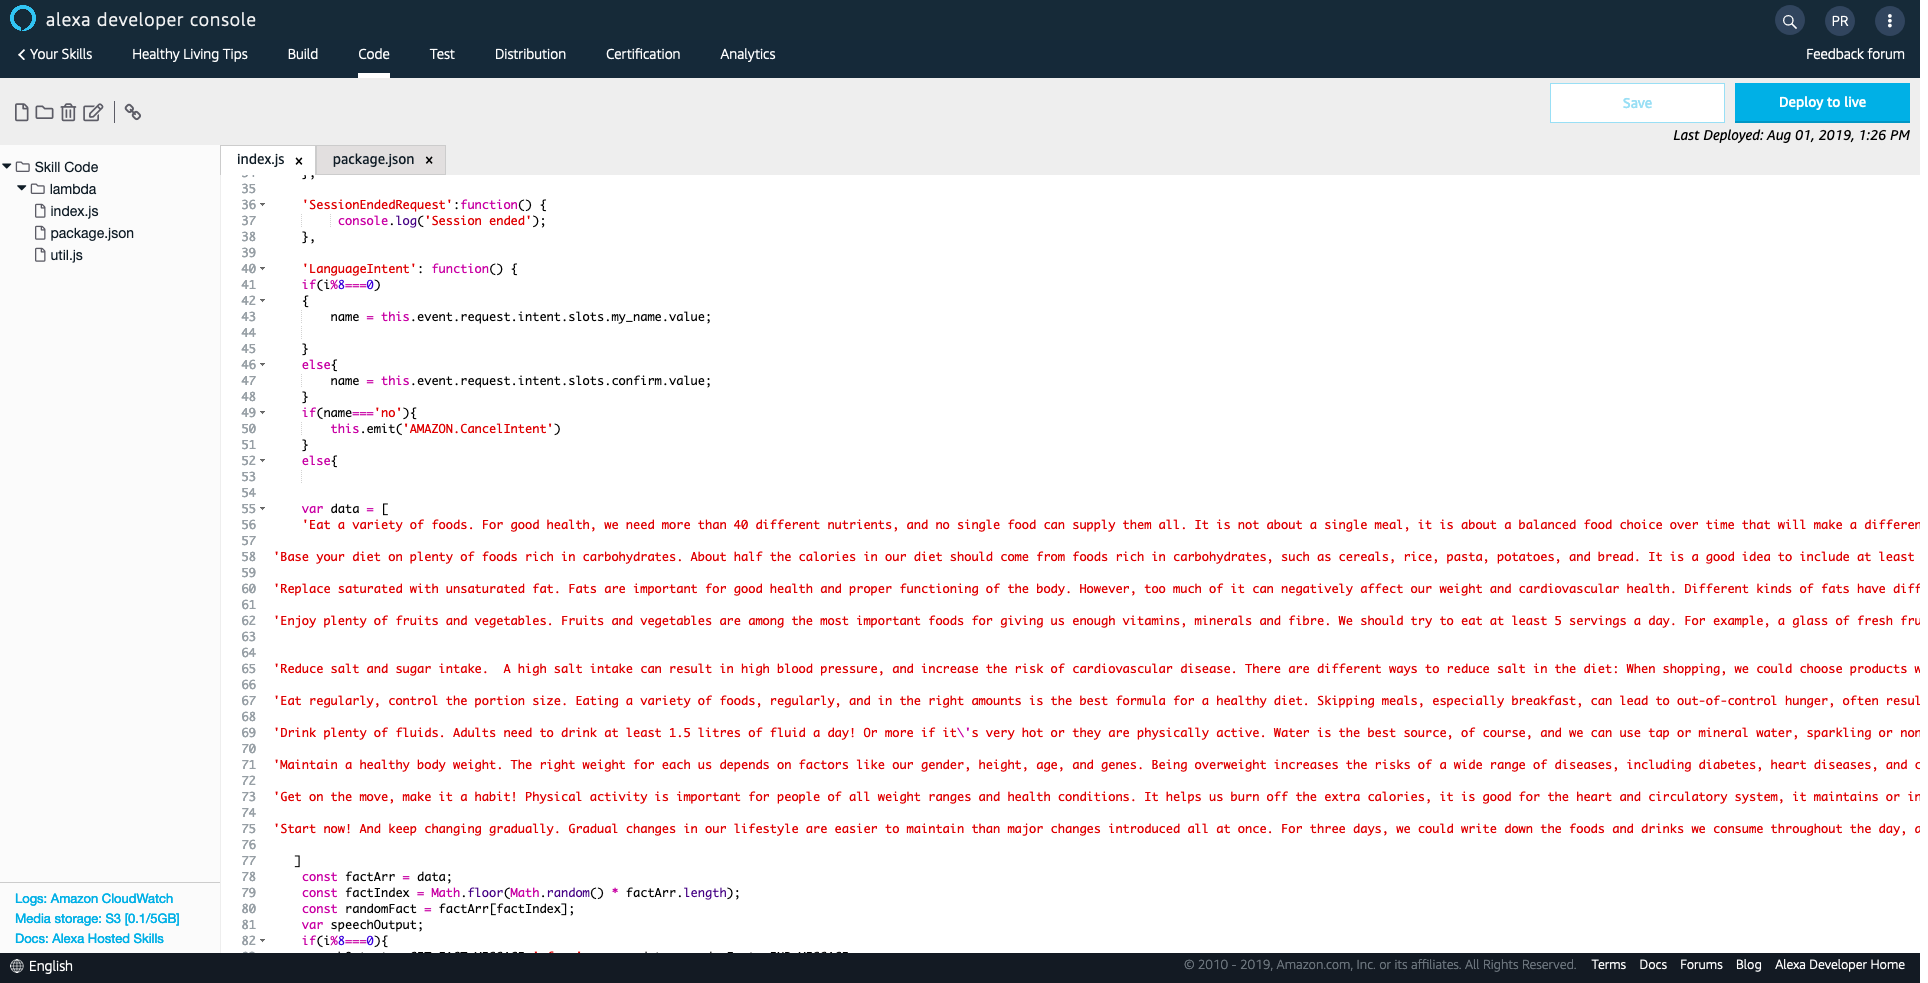 alexa developer console
PR
Your Skills Healthy Living Tips Build Code Test Distribution Certification Analytics Feedback forum
Save Deploy to live
Last Deployed: Aug 01, 2019, 1:26 PM
Skill Code
lambda
index.js
package.json
util.js
index.js x package.json x
35
36 'SessionEndedRequest':function() {
37 console.log('Session ended');
38 },
39
40 'LanguageIntent': function() {
41 if(i%8===0)
42 {
43 name = this.event.request.intent.slots.my_name.value;
44
45 }
46 else{
47 name = this.event.request.intent.slots.confirm.value;
48 }
49 if(name==='no'){
50 this.emit('AMAZON.CancelIntent')
51 }
52 else{
53
54
55 var data = [
56 'Eat a variety of foods. For good health, we need more than 40 different nutrients, and no single food can supply them all. It is not about a single meal, it is about a balanced food choice over time that will make a differen
57
58 'Base your diet on plenty of foods rich in carbohydrates. About half the calories in our diet should come from foods rich in carbohydrates, such as cereals, rice, pasta, potatoes, and bread. It is a good idea to include at least
59
60 'Replace saturated with unsaturated fat. Fats are important for good health and proper functioning of the body. However, too much of it can negatively affect our weight and cardiovascular health. Different kinds of fats have diff
61
62 'Enjoy plenty of fruits and vegetables. Fruits and vegetables are among the most important foods for giving us enough vitamins, minerals and fibre. We should try to eat at least 5 servings a day. For example, a glass of fresh fru
63
64
65 'Reduce salt and sugar intake.  A high salt intake can result in high blood pressure, and increase the risk of cardiovascular disease. There are different ways to reduce salt in the diet: When shopping, we could choose products w
66
67 'Eat regularly, control the portion size. Eating a variety of foods, regularly, and in the right amounts is the best formula for a healthy diet. Skipping meals, especially breakfast, can lead to out-of-control hunger, often resul
68
69 'Drink plenty of fluids. Adults need to drink at least 1.5 litres of fluid a day! Or more if it\'s very hot or they are physically active. Water is the best source, of course, and we can use tap or mineral water, sparkling or non
70
71 'Maintain a healthy body weight. The right weight for each us depends on factors like our gender, height, age, and genes. Being overweight increases the risks of a wide range of diseases, including diabetes, heart diseases, and c
72
73 'Get on the move, make it a habit! Physical activity is important for people of all weight ranges and health conditions. It helps us burn off the extra calories, it is good for the heart and circulatory system, it maintains or in
74
75 'Start now! And keep changing gradually. Gradual changes in our lifestyle are easier to maintain than major changes introduced all at once. For three days, we could write down the foods and drinks we consume throughout the day, a
76
77 ]
78 const factArr = data;
79 const factIndex = Math.floor(Math.random() * factArr.length);
80 const randomFact = factArr[factIndex];
81 var speechOutput;
82 if(i%8===0){
Logs: Amazon CloudWatch
Media storage: S3 [0.1/5GB]
Docs: Alexa Hosted Skills
English © 2010 - 2019, Amazon.com, Inc. or its affiliates. All Rights Reserved. Terms Docs Forums Blog Alexa Developer Home